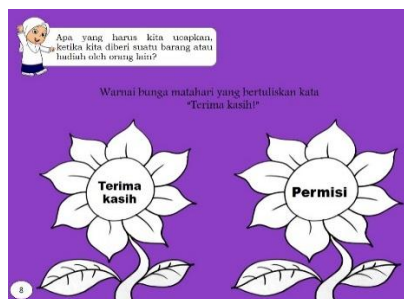 Apa yang harus kita ucapkan,
ketika kita diberi suatu barang atau
hadiah oleh orang lain?
Warnai bunga matahari yang bertuliskan kata
"Terima kasih!"
Terima
kasih
Permisi
8